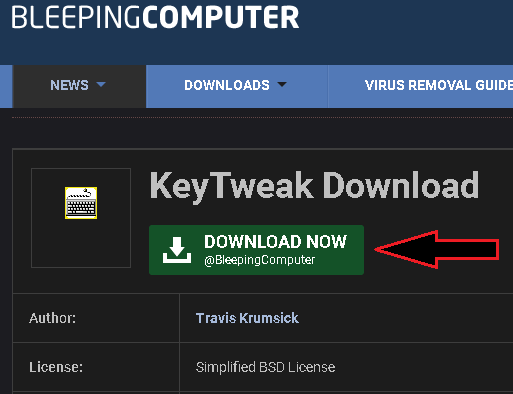 BLEEPINGCOMPUTER
NEWS DOWNLOADS VIRUS REMOVAL GUIDE
KeyTweak Download
DOWNLOAD NOW
@BleepingComputer
Author: Travis Krumsick
License: Simplified BSD License